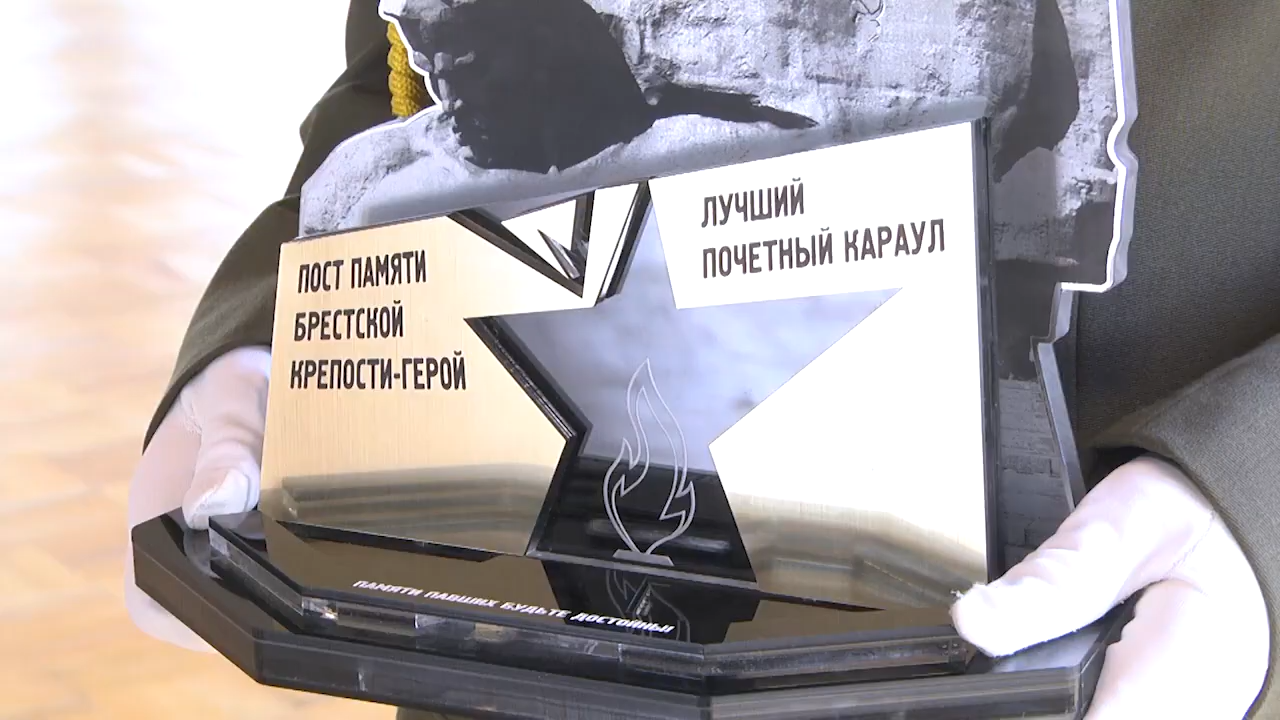 ПОСТ ПАМЯТИ
БРЕСТСКОЙ
КРЕПОСТИ-ГЕРОЙ
ЛУЧШИЙ
ПОЧЕТНЫЙ КАРАУЛ
ПАМЯТИ ПАВШИХ БУДЬТЕ ДОСТОЙНЫ!